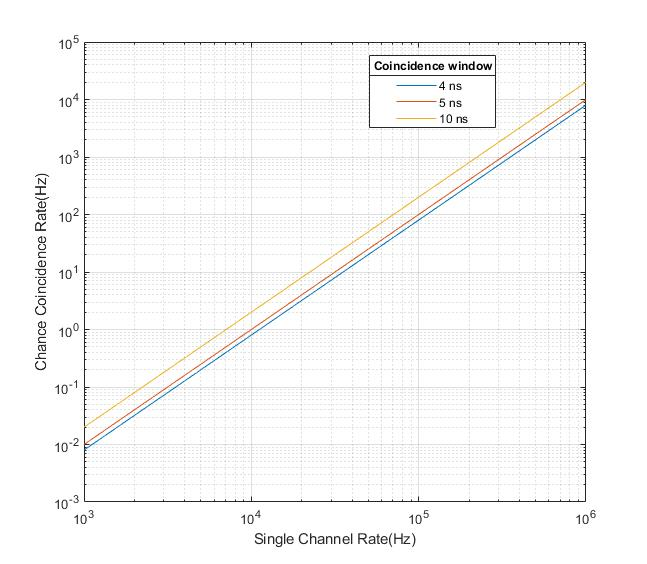 10^5
10^4
10^3
10^2
10^1
10^0
10^-1
10^-2
10^-3
Chance Coincidence Rate(Hz)
Coincidence window
4 ns
5 ns
10 ns
10^3 10^4 10^5 10^6
Single Channel Rate(Hz)